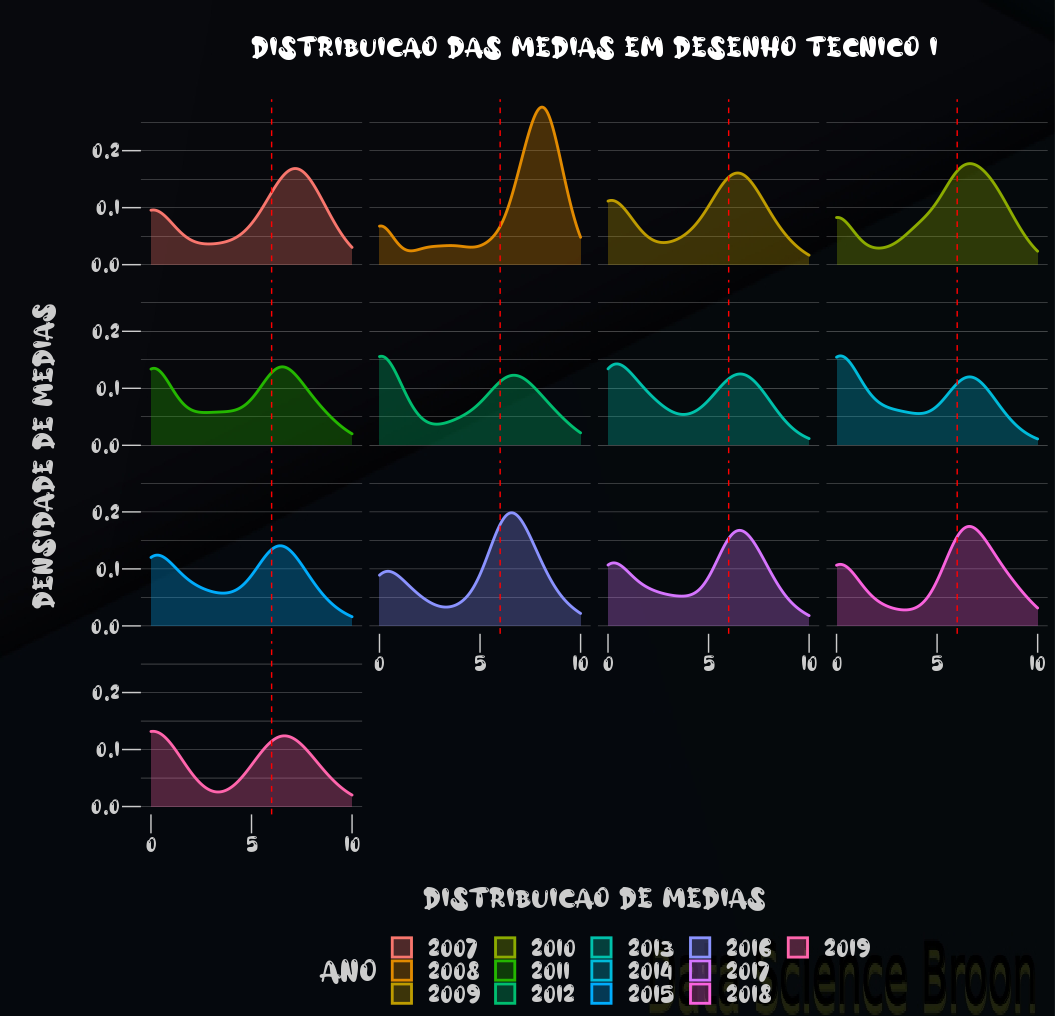 DISTRIBUICAO DAS MEDIAS EM DESENHO TECNICO I
DENSIDADE DE MEDIAS
0.2
0.1
0.0
0.2
0.1
0.0
0.2
0.1
0.0
0 5 10 0 5 10 0 5 10
0.2
0.1
0.0
0 5 10
DISTRIBUICAO DE MEDIAS
ANO
2007 2010 2013 2016 2019
2008 2011 2014 2017
2009 2012 2015 2018
Data Science Broon